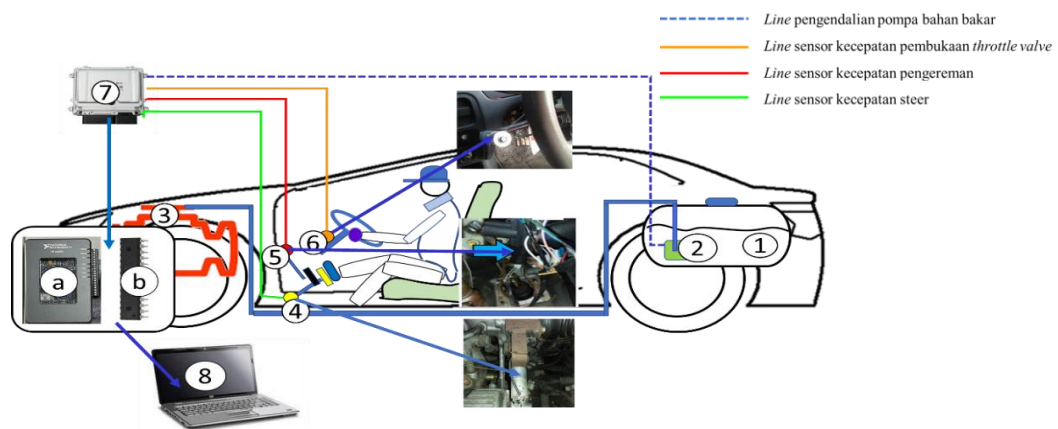 Line pengendalian pompa bahan bakar
Line sensor kecepatan pembukaan throttle valve
Line sensor kecepatan pengereman
Line sensor kecepatan steer
7
3
6
5
4
2
1
a
b
8